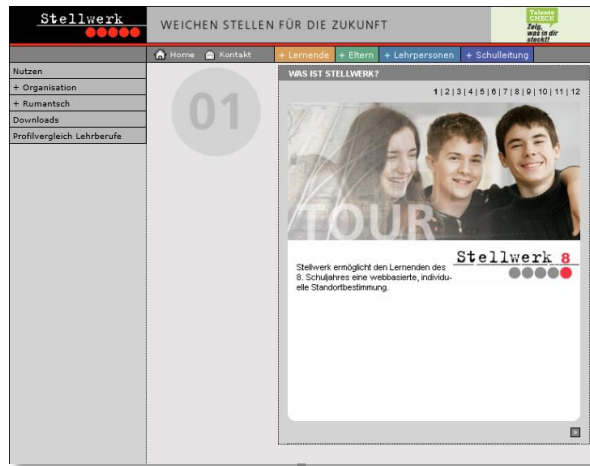 Stellwerk
WEICHEN STELLEN FÜR DIE ZUKUNFT
Talente
CHECK
Zeig,
was in dir
steckt!
Home Kontakt + Lernende + Eltern + Lehrpersonen + Schulleitung
Nutzen
+ Organisation
+ Rumantsch
Downloads
Profilvergleich Lehrberufe
01
WAS IST STELLWERK?
1 | 2 | 3 | 4 | 5 | 6 | 7 | 8 | 9 | 10 | 11 | 12
TOUR
Stellwerk 8
Stellwerk ermöglicht den Lernenden des
8. Schuljahres eine webbasierte, individu-
elle Standortbestimmung.